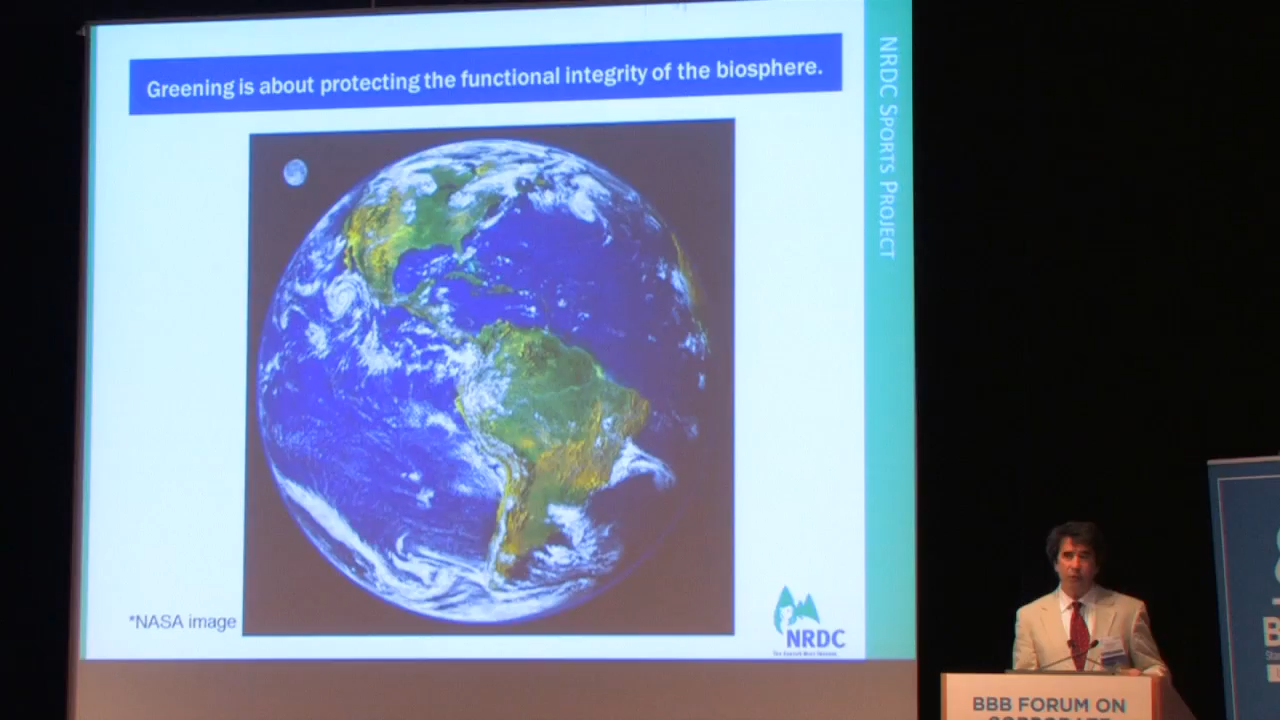 Greening is about protecting the functional integrity of the biosphere.
NRDC SPORTS PROJECT
*NASA image
NRDC
BBB FORUM ON
CORPORATE
B